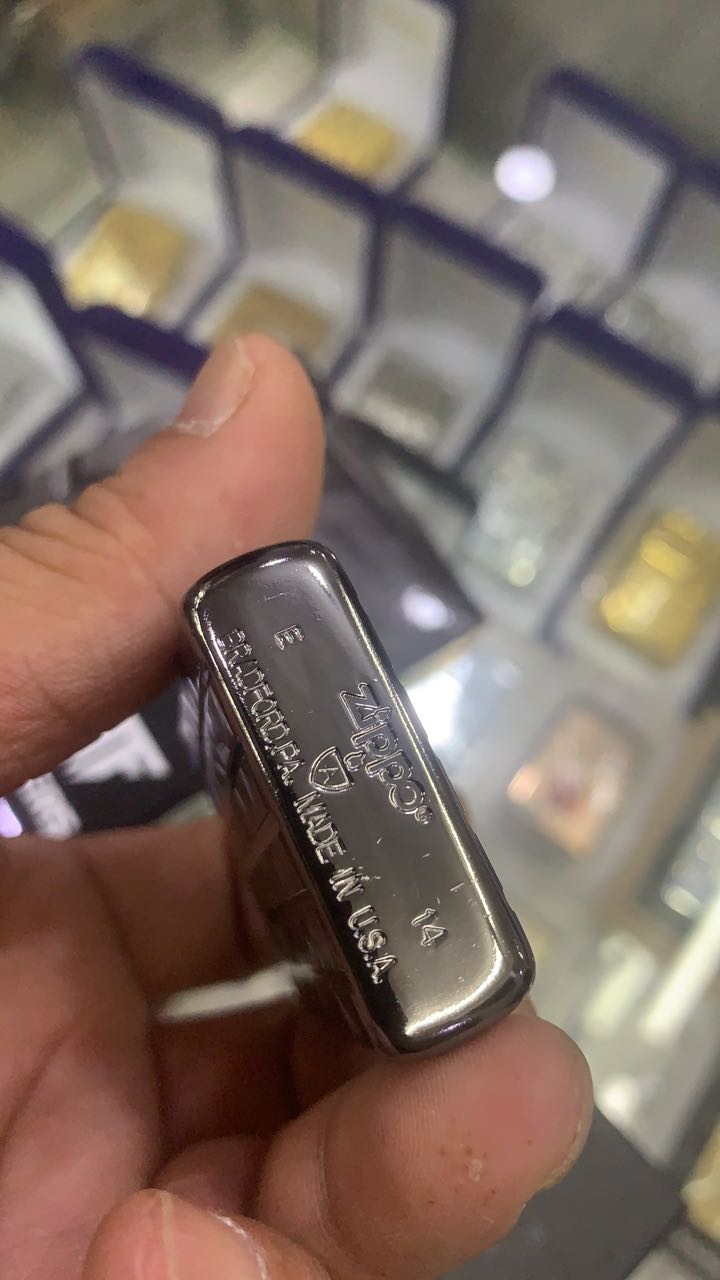 E ZIPPO® 14
A
BRADFORD,PA. MADE IN U.S.A.